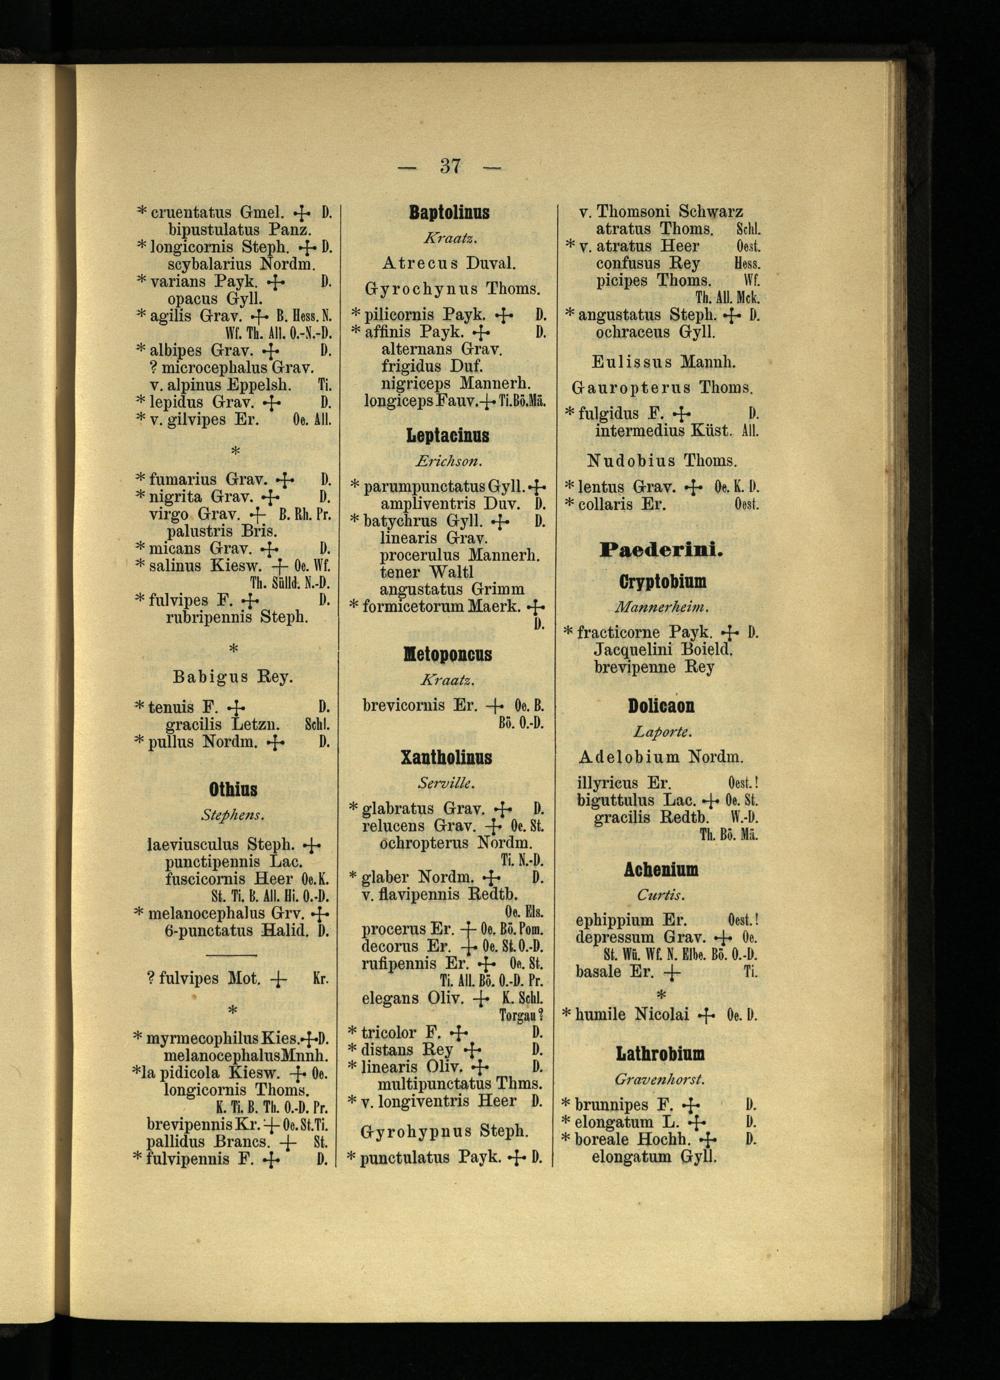 — 37 —
* cruentatus Gmel. + D.
bipustulatus Panz.
* longicornis Steph. + D.
scybalarius Nordm.
* varians Payk. + D.
opacus Gyll.
* agilis Grav. + B. Hess. N.
Wf. Th. All. O.-N.-D.
* albipes Grav. + D.
? microcephalus Grav.
v. alpinus Eppelsh. Ti.
* lepidus Grav. + D.
* v. gilvipes Er. Oe. All.
*
* fumarius Grav. + D.
* nigrita Grav. + D.
virgo Grav. + B. Rh. Pr.
palustris Bris.
* micans Grav. + D.
* salinus Kiesw. + Oe. Wf.
Th. Sülld. N.-D.
* fulvipes F. + D.
rubripennis Steph.
*
Babigus Rey.
* tenuis F. + D.
gracilis Letzn. Schl.
* pullus Nordm. + D.
Othius
Stephens.
laeviusculus Steph. +
punctipennis Lac.
fuscicornis Heer Oe. K.
St. Ti. B. All. Hi. O.-D.
* melanocephalus Grv. +
6-punctatus Halid. D.
? fulvipes Mot. + Kr.
*
* myrmecophilus Kies. + D.
melanocephalus Mnnh.
*la pidicola Kiesw. + Oe.
longicornis Thoms.
K. Ti. B. Th. O.-D. Pr.
brevipennis Kr. + Oe. St. Ti.
pallidus Brancs. + St.
* fulvipennis F. + D.
Baptolinus
Kraatz.
Atrecus Duval.
Gyrochynus Thoms.
* pilicornis Payk. + D.
* affinis Payk. + D.
alternans Grav.
frigidus Duf.
nigriceps Mannerh.
longiceps Fauv. + Ti. Bö. Mä.
Leptacinus
Erichson.
* parumpunctatus Gyll. +
ampliventris Duv. D.
* batychrus Gyll. + D.
linearis Grav.
procerulus Mannerh.
tener Waltl
angustatus Grimm
* formicetorum Maerk. +
D.
Metoponcus
Kraatz.
brevicornis Er. + Oe. B.
Bö. O.-D.
Xantholinus
Serville.
* glabratus Grav. + D.
relucens Grav. + Oe. St.
ochropterus Nordm.
Ti. N.-D.
* glaber Nordm. + D.
v. flavipennis Redtb.
Oe. Els.
procerus Er. + Oe. Bö. Pom.
decorus Er. + Oe. St. O.-D.
rufipennis Er. + Oe. St.
Ti. All. Bö. O.-D. Pr.
elegans Oliv. + K. Schl.
Torgau?
* tricolor F. + D.
* distans Rey + D.
* linearis Oliv. + D.
multipunctatus Thms.
* v. longiventris Heer D.
Gyrohypnus Steph.
* punctulatus Payk. + D.
v. Thomsoni Schwarz
atratus Thoms. Schl.
* v. atratus Heer Oest.
confusus Rey Hess.
picipes Thoms. Wf.
Th. All. Mck.
* angustatus Steph. + D.
ochraceus Gyll.
Eulissus Mannh.
Gauropterus Thoms.
* fulgidus F. + D.
intermedius Küst. All.
Nudobius Thoms.
* lentus Grav. + Oe. K. D.
* collaris Er. Oest.
Paederini.
Cryptobium
Mannerheim.
* fracticorne Payk. + D.
Jacquelini Boield.
brevipenne Rey
Dolicaon
Laporte.
Adelobium Nordm.
illyricus Er. Oest.!
biguttulus Lac. + Oe. St.
gracilis Redtb. W.-D.
Th. Bö. Mä.
Achenium
Curtis.
ephippium Er. Oest.!
depressum Grav. + Oe.
St. Wü. Wf. N. Elbe. Bö. O.-D.
basale Er. + Ti.
*
* humile Nicolai + Oe. D.
Lathrobium
Gravenhorst.
* brunnipes F. + D.
* elongatum L. + D.
* boreale Hochh. + D.
elongatum Gyll.